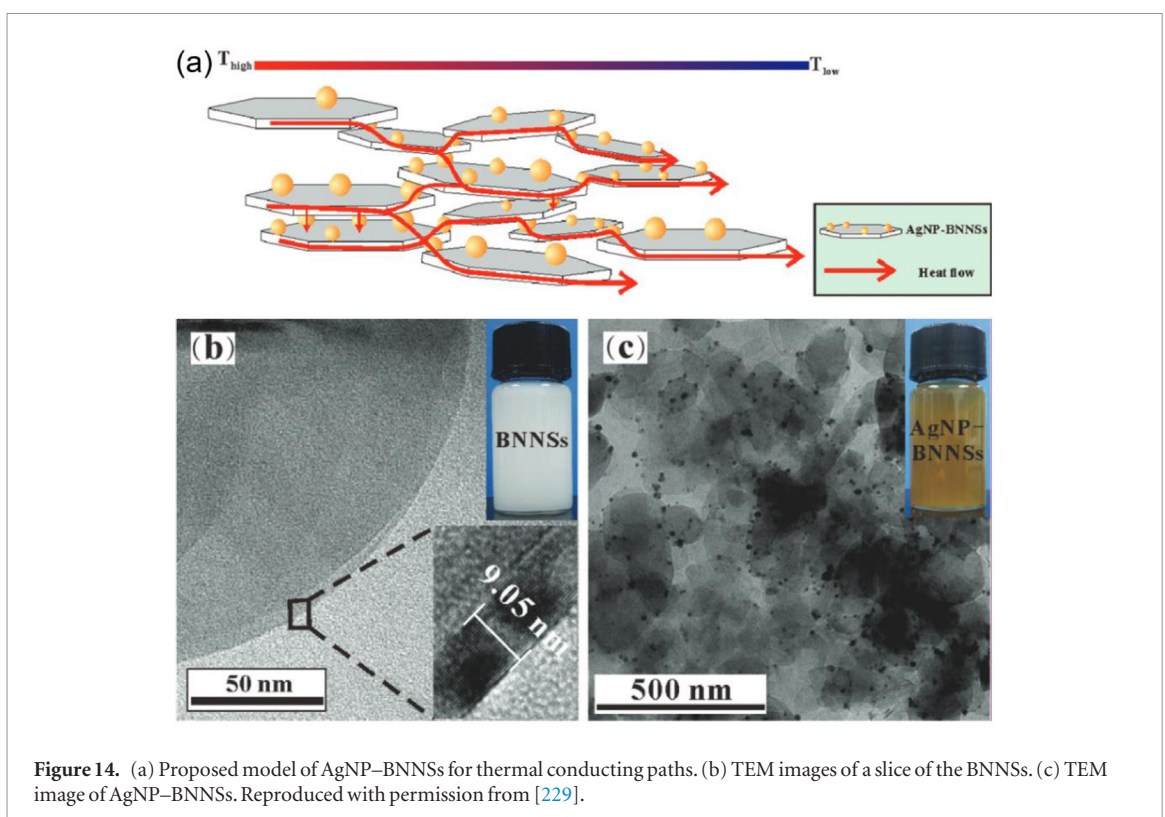 (a) T high T low
AgNP-BNNSs
Heat flow
(b)
BNNSs
9.05 nm
50 nm
(c)
AgNP-
BNNSs
500 nm
Figure 14. (a) Proposed model of AgNP–BNNSs for thermal conducting paths. (b) TEM images of a slice of the BNNSs. (c) TEM
image of AgNP–BNNSs. Reproduced with permission from [229].